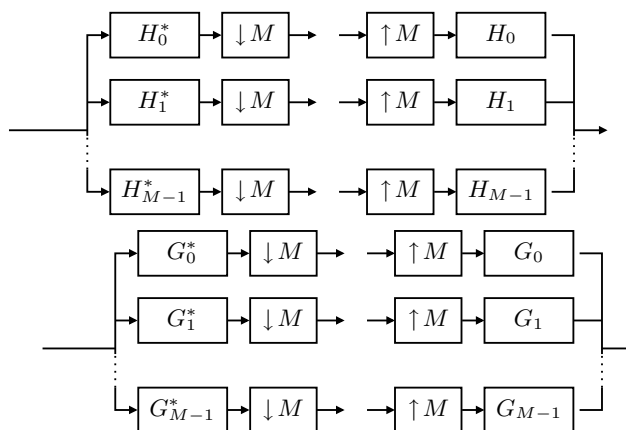 $H_0^*$ ↓M ↑M $H_0$
$H_1^*$ ↓M ↑M $H_1$
$H_{M-1}^*$ ↓M ↑M $H_{M-1}$
$G_0^*$ ↓M ↑M $G_0$
$G_1^*$ ↓M ↑M $G_1$
$G_{M-1}^*$ ↓M ↑M $G_{M-1}$